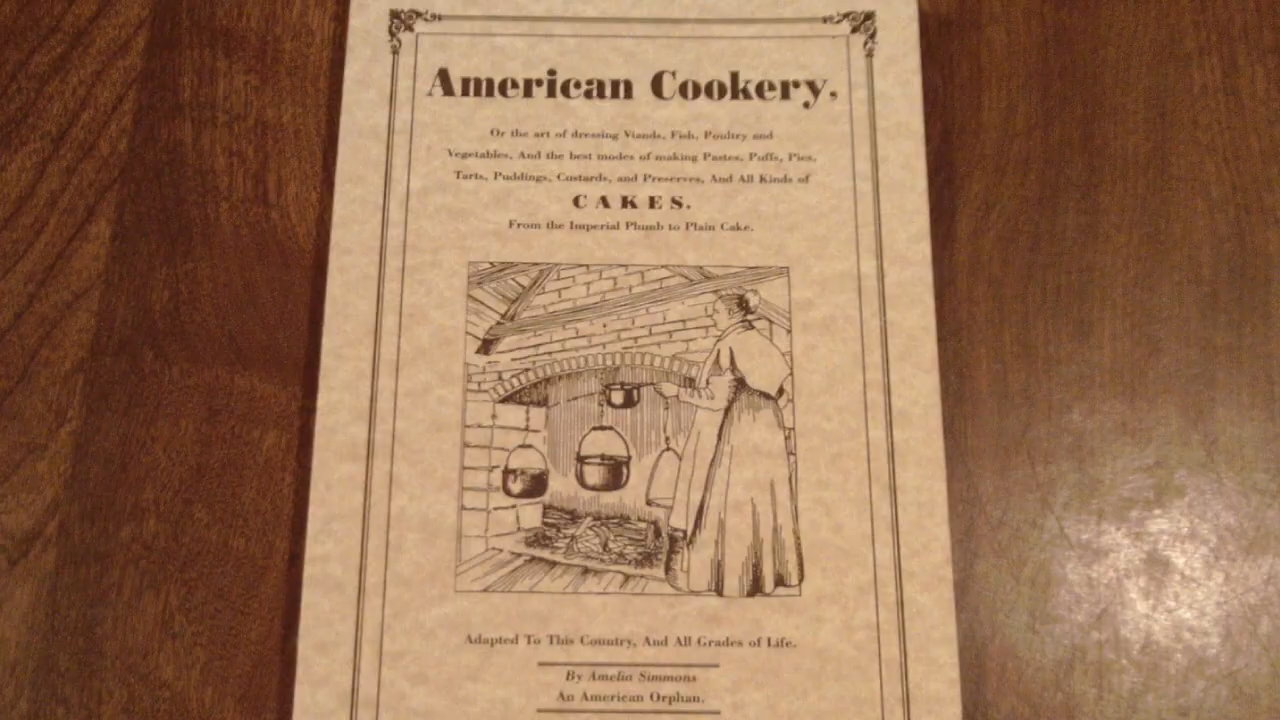 American Cookery,
Or the art of dressing Viands, Fish, Poultry and
Vegetables, And the best modes of making Pastes, Puffs, Pies,
Tarts, Puddings, Custards, and Preserves, And All Kinds of
CAKES.
From the Imperial Plumb to Plain Cake.
Adapted To This Country, And All Grades of Life.
By Amelia Simmons
An American Orphan.